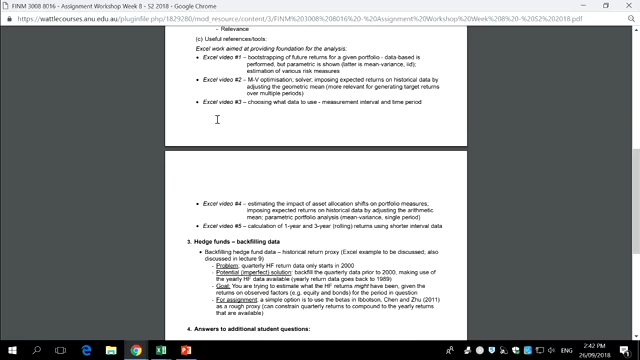 FINM 3008 8016 - Assignment Workshop Week 8 - S2 2018.pdf - Google Chrome
https://wattlecourses.anu.edu.au/pluginfile.php/1829280/mod_resource/content/3/FINM%203008%208016%20-%20Assignment%20Workshop%20Week%208%20-%20S2%202018.pdf
- Relevance
(c) Useful references/tools:
Excel work aimed at providing foundation for the analysis.
• Excel video #1 – bootstrapping of future returns for a given portfolio - data-based is
performed, but parametric is shown (latter is mean-variance, iid);
estimation of various risk measures
• Excel video #2 – M-V optimisation; solver; imposing expected returns on historical data by
adjusting the geometric mean (more relevant for generating target returns
over multiple periods)
• Excel video #3 – choosing what data to use - measurement interval and time period
• Excel video #4 – estimating the impact of asset allocation shifts on portfolio measures;
imposing expected returns on historical data by adjusting the arithmetic
mean; parametric portfolio analysis (mean-variance, single period)
• Excel video #5 – calculation of 1-year and 3-year (rolling) returns using shorter interval data
3. Hedge funds – backfilling data
• Backfilling hedge fund data – historical return proxy (Excel example to be discussed, also
discussed in lecture 9)
- Problem: quarterly HF return data only starts in 2000
- Potential (imperfect) solution: backfill the quarterly data prior to 2000, making use of
the yearly HF data available (yearly return data goes back to 1989)
- Goal: You are trying to estimate what the HF returns might have been, given the
returns on observed factors (e.g. equity and bonds) for the period in question
- For assignment: a simple option is to use the betas in Ibbotson, Chen and Zhu (2011)
as a rough proxy (can constrain quarterly returns to compound to the yearly returns
that are available)
4. Answers to additional student questions:
2:42 PM
26/09/2018